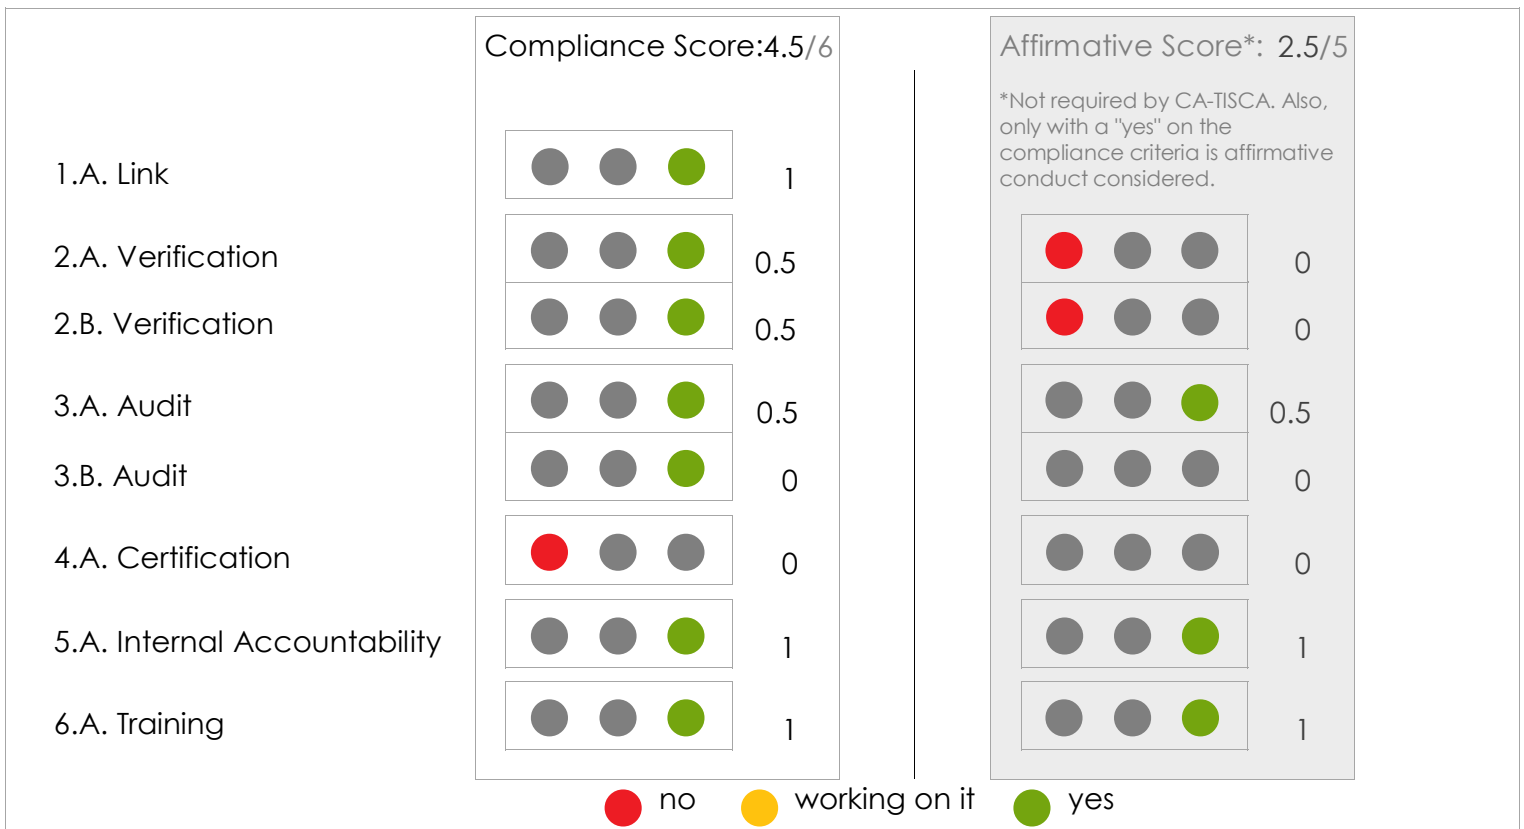 Compliance Score:4.5/6
Affirmative Score*: 2.5/5
*Not required by CA-TISCA. Also,
only with a "yes" on the
compliance criteria is affirmative
conduct considered.
1.A. Link 1
2.A. Verification 0.5 0
2.B. Verification 0.5 0
3.A. Audit 0.5 0.5
3.B. Audit 0 0
4.A. Certification 0 0
5.A. Internal Accountability 1 1
6.A. Training 1 1
no working on it yes